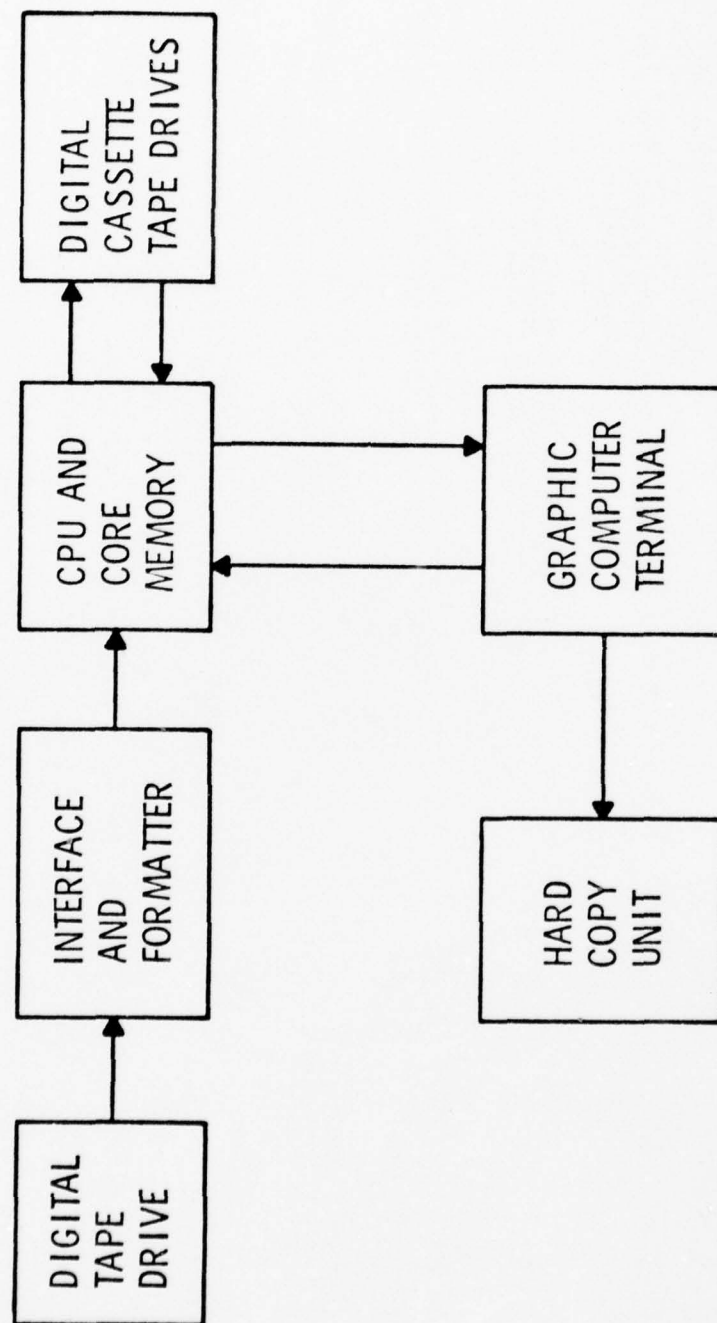 DIGITAL
TAPE
DRIVE
INTERFACE
AND
FORMATTER
CPU AND
CORE
MEMORY
DIGITAL
CASSETTE
TAPE DRIVES
HARD
COPY
UNIT
GRAPHIC
COMPUTER
TERMINAL